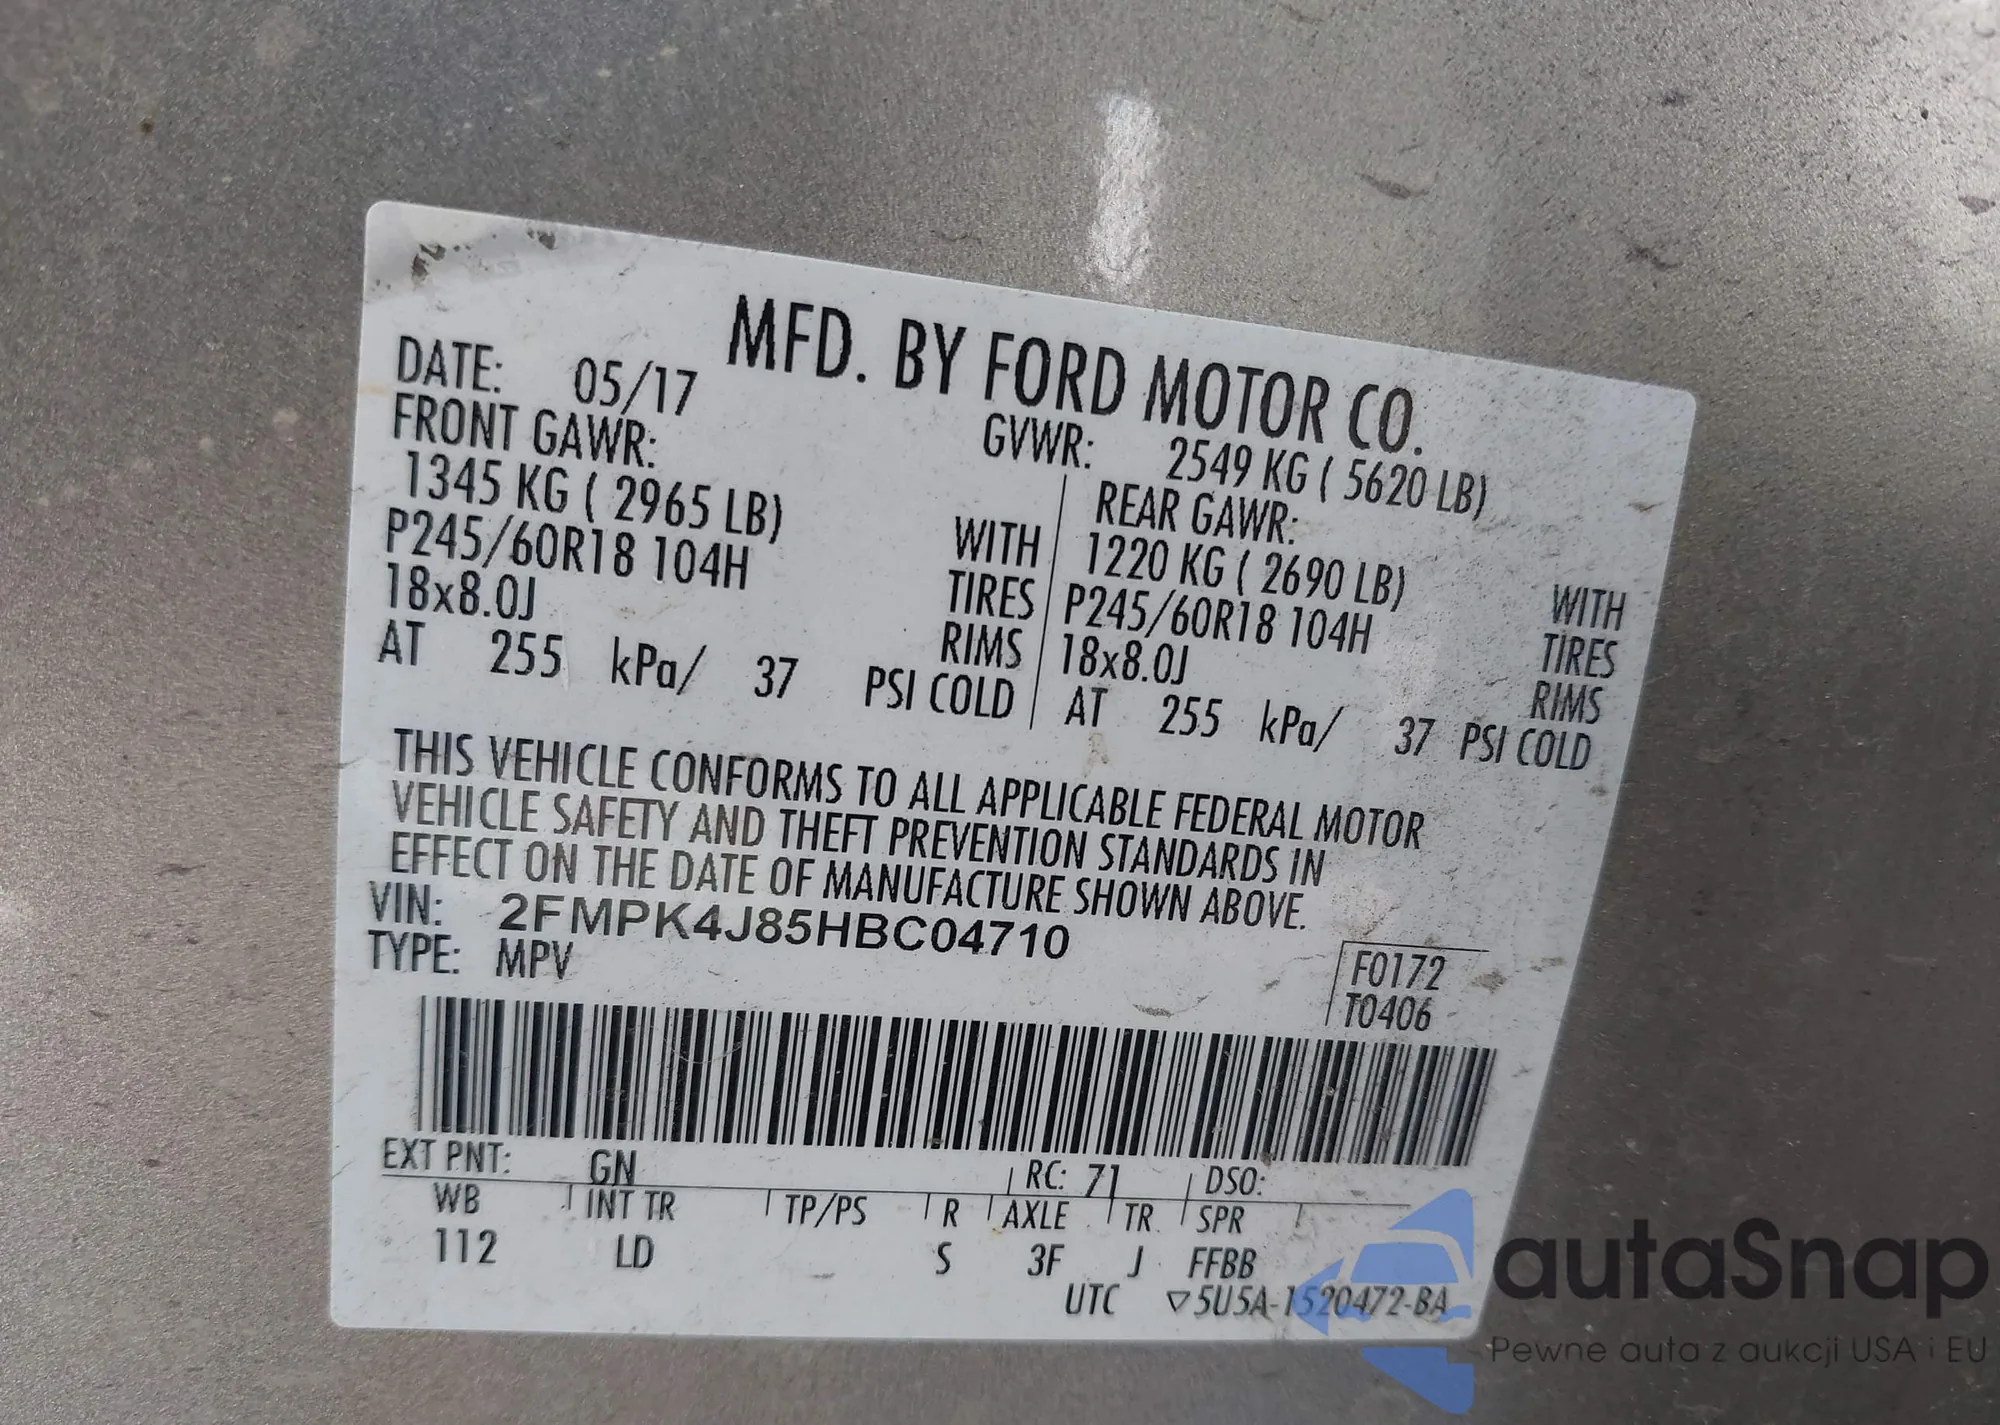 MFD. BY FORD MOTOR CO.
DATE: 05/17 GVWR: 2549 KG ( 5620 LB)
FRONT GAWR: REAR GAWR:
1345 KG ( 2965 LB) WITH 1220 KG ( 2690 LB) WITH
P245/60R18 104H TIRES P245/60R18 104H TIRES
18x8.0J RIMS 18x8.0J RIMS
AT 255 kPa/ 37 PSI COLD AT 255 kPa/ 37 PSI COLD
THIS VEHICLE CONFORMS TO ALL APPLICABLE FEDERAL MOTOR
VEHICLE SAFETY AND THEFT PREVENTION STANDARDS IN
EFFECT ON THE DATE OF MANUFACTURE SHOWN ABOVE.
VIN: 2FMPK4J85HBC04710
TYPE: MPV
F0172
T0406
EXT PNT: GN RC: 71 DSO:
WB INT TR TP/PS R AXLE TR SPR
112 LD S 3F J FFBB
UTC ▽5U5A-1520472-BA
autaSnap
Pewne auta z aukcji USA i EU